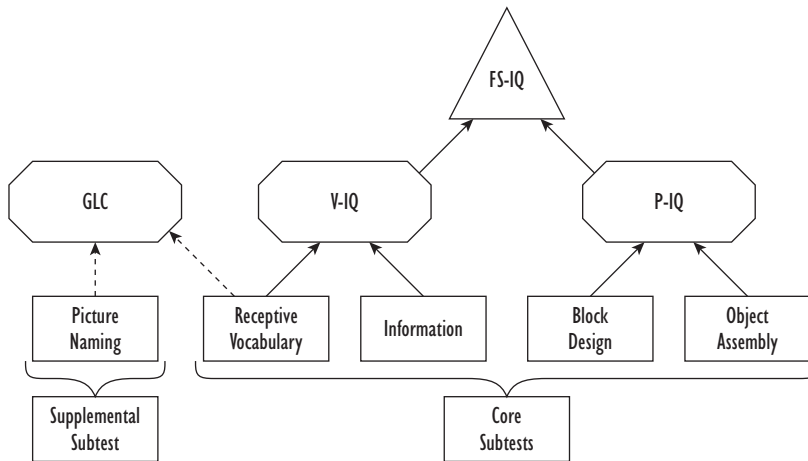 FS-IQ
GLC
V-IQ
P-IQ
Picture
Naming
Receptive
Vocabulary
Information
Block
Design
Object
Assembly
Supplemental
Subtest
Core
Subtests